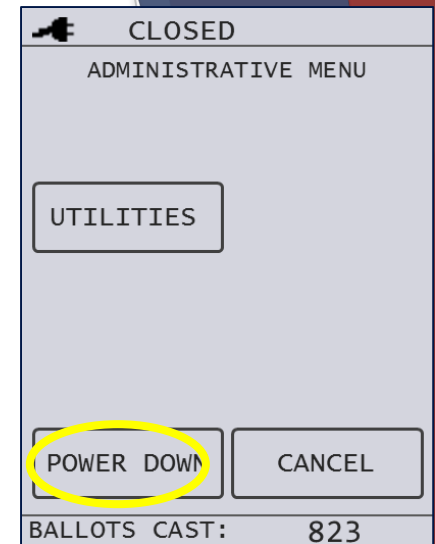 CLOSED
ADMINISTRATIVE MENU
UTILITIES
POWER DOWN CANCEL
BALLOTS CAST: 823